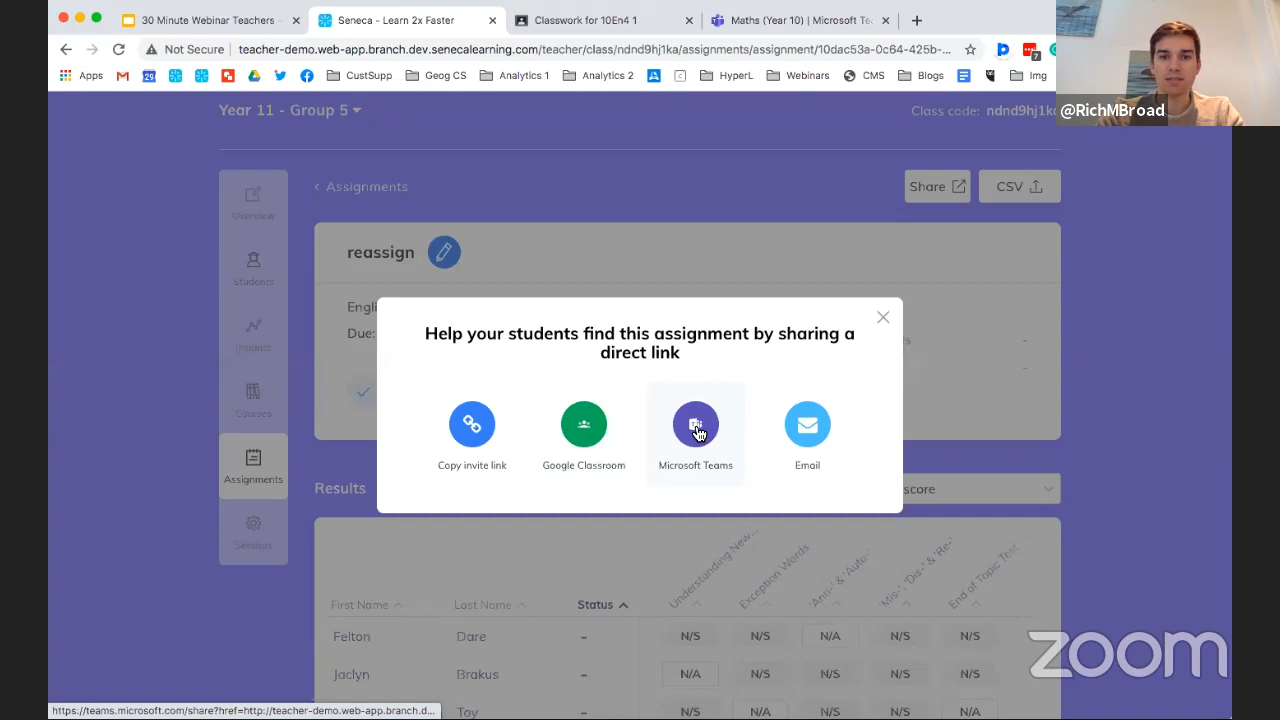 30 Minute Webinar Teachers -
Seneca - Learn 2x Faster
Classwork for 10En4 1
Maths (Year 10) | Microsoft Te
Not Secure
teacher-demo.web-app.branch.dev.senecalearning.com/teacher/class/ndnd9hj1ka/assignments/assignment/10dac53a-0c64-425b-...
Apps
CustSupp
Geog CS
Analytics 1
Analytics 2
HyperL
Webinars
CMS
Blogs
Img
@RichMBroad
Year 11 - Group 5
Class code: ndnd9hj1k
Overview
Students
Insights
Courses
Assignments
Settings
Assignments
Share
CSV
reassign
Engli
Due:
Help your students find this assignment by sharing a
direct link
Copy invite link
Google Classroom
Microsoft Teams
Email
Results
score
Understanding New...
Exception Words
'Anti-' & 'Auto-'
'Mis-', 'Dis-' & 'Re-'
End of Topic Test
First Name
Last Name
Status
Felton Dare - N/S N/S N/A N/S N/S
Jaclyn Brakus - N/A N/S N/S N/S N/S
Toy N/S N/A N/S N/S N/A
zoom
https://teams.microsoft.com/share?href=http://teacher-demo.web-app.branch.d...